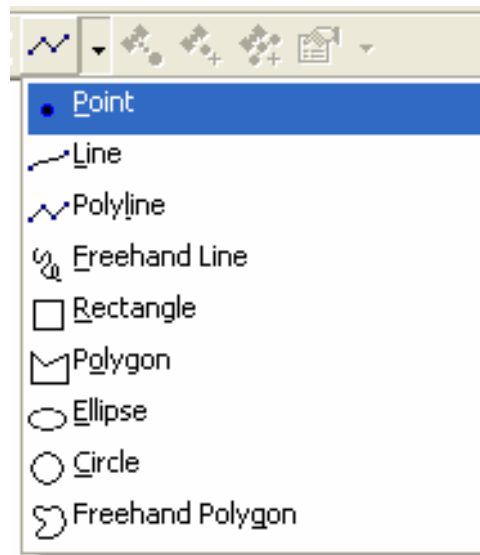 Point
Line
Polyline
Freehand Line
Rectangle
Polygon
Ellipse
Circle
Freehand Polygon